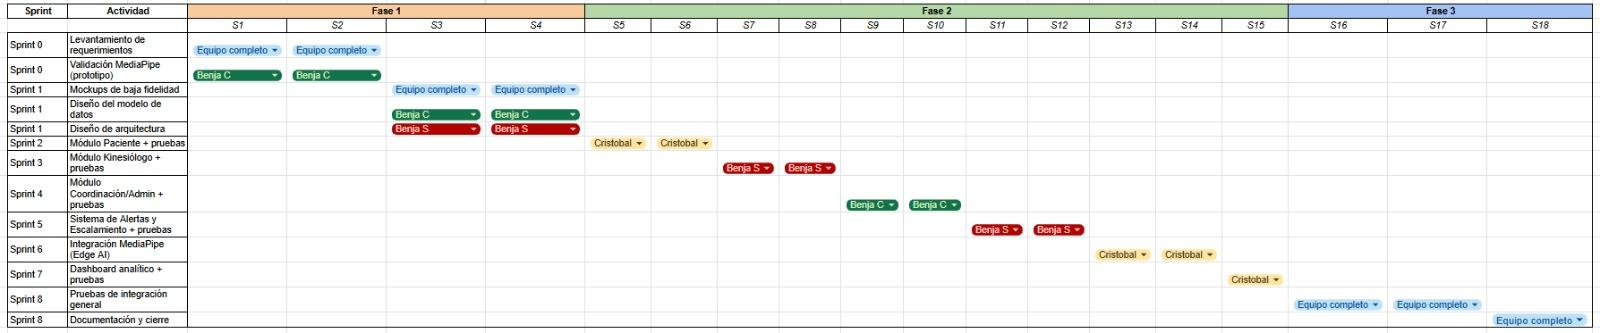 Sprint Actividad Fase 1 Fase 2 Fase 3
S1 S2 S3 S4 S5 S6 S7 S8 S9 S10 S11 S12 S13 S14 S15 S16 S17 S18
Sprint 0 Levantamiento de
requerimientos Equipo completo Equipo completo
Sprint 0 Validación MediaPipe
(prototipo) Benja C Benja C
Sprint 1 Mockups de baja fidelidad Equipo completo Equipo completo
Sprint 1 Diseño del modelo de
datos Benja C Benja C
Sprint 1 Diseño de arquitectura Benja S Benja S
Sprint 2 Módulo Paciente + pruebas Cristobal Cristobal
Sprint 3 Módulo Kinesiólogo +
pruebas Benja S Benja S
Sprint 4 Módulo
Coordinación/Admin +
pruebas Benja C Benja C
Sprint 5 Sistema de Alertas y
Escalamiento + pruebas Benja S Benja S
Sprint 6 Integración MediaPipe
(Edge AI) Cristobal Cristobal
Sprint 7 Dashboard analítico +
pruebas Cristobal
Sprint 8 Pruebas de integración
general Equipo completo Equipo completo
Sprint 8 Documentación y cierre Equipo completo